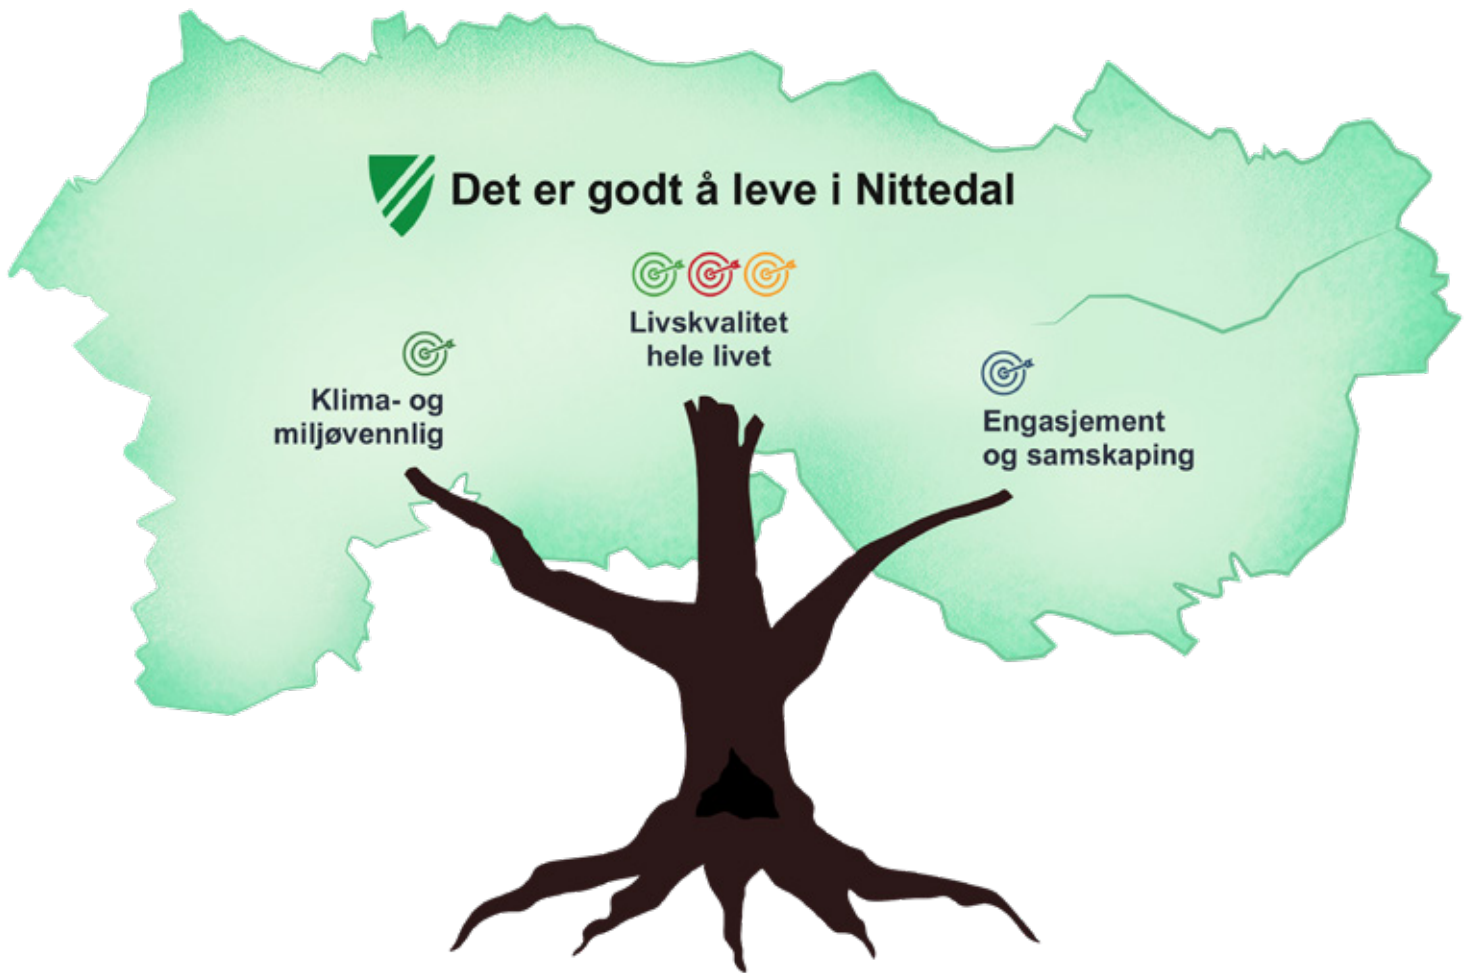 Det er godt å leve i Nittedal
Livskvalitet
hele livet
Klima- og
miljøvennlig
Engasjement
og samskaping